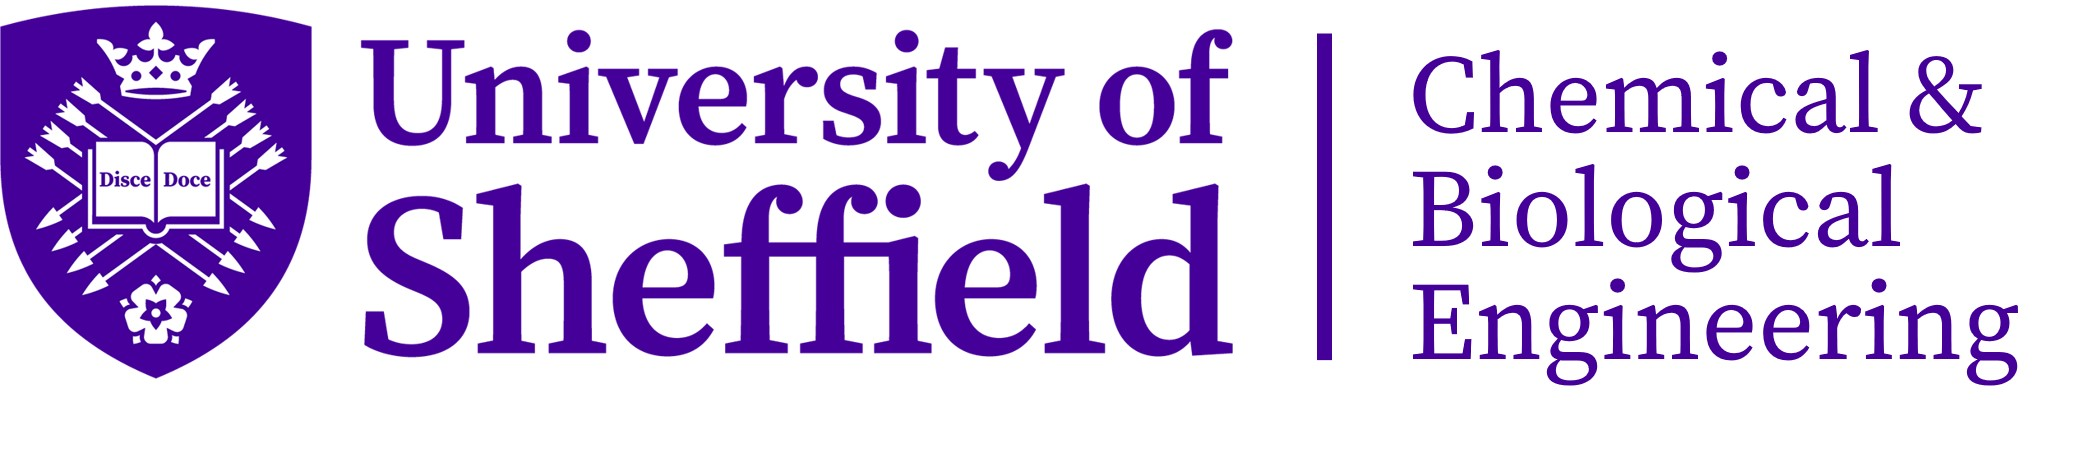 Disce Doce
University of
Sheffield
Chemical &
Biological
Engineering